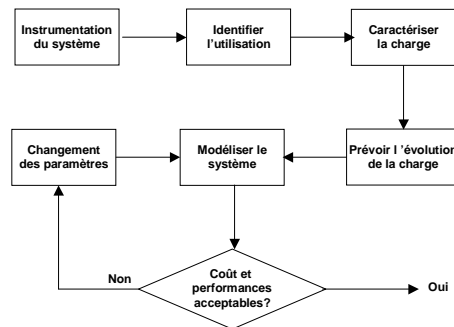 Instrumentation
du système
Identifier
l'utilisation
Caractériser
la charge
Changement
des paramètres
Modéliser le
système
Prévoir l 'évolution
de la charge
Non
Coût et
performances
acceptables?
Oui